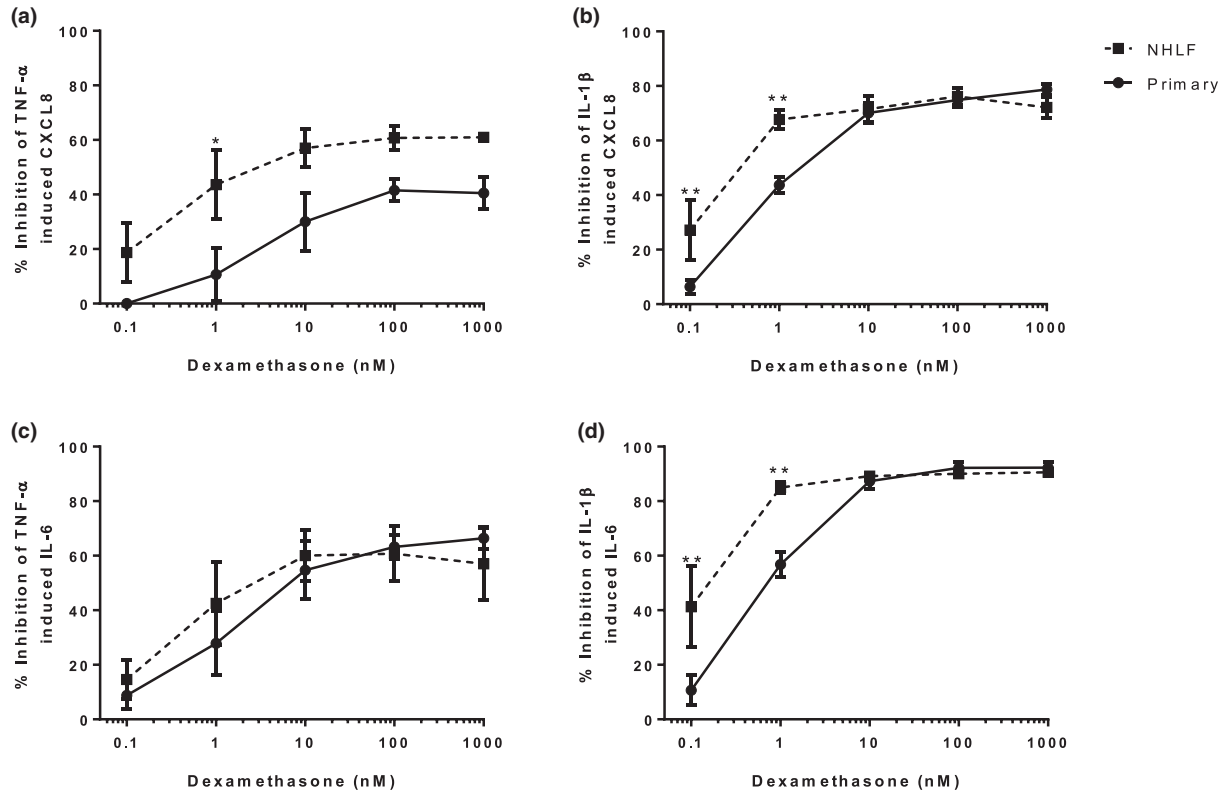 (a)
% Inhibition of TNF-α
induced CXCL8
100
80
60
40
20
0
*
0.1 1 10 100 1000
Dexamethasone (nM)
(b)
% Inhibition of IL-1β
induced CXCL8
100
80
60
40
20
0
**
**
0.1 1 10 100 1000
Dexamethasone (nM)
NHLF
Primary
(c)
% Inhibition of TNF-α
induced IL-6
100
80
60
40
20
0
0.1 1 10 100 1000
Dexamethasone (nM)
(d)
% Inhibition of IL-1β
induced IL-6
100
80
60
40
20
0
**
**
0.1 1 10 100 1000
Dexamethasone (nM)